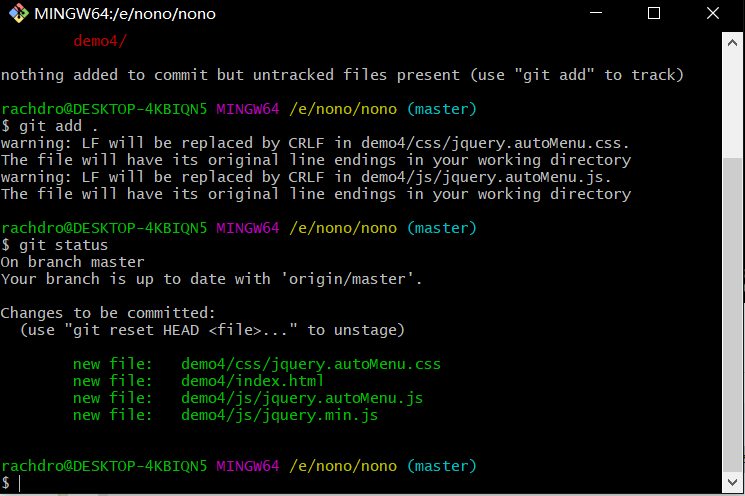 MINGW64:/e/nono/nono
demo4/
nothing added to commit but untracked files present (use "git add" to track)
rachdro@DESKTOP-4KBIQN5 MINGW64 /e/nono/nono (master)
$ git add .
warning: LF will be replaced by CRLF in demo4/css/jquery.autoMenu.css.
The file will have its original line endings in your working directory
warning: LF will be replaced by CRLF in demo4/js/jquery.autoMenu.js.
The file will have its original line endings in your working directory
rachdro@DESKTOP-4KBIQN5 MINGW64 /e/nono/nono (master)
$ git status
On branch master
Your branch is up to date with 'origin/master'.
Changes to be committed:
(use "git reset HEAD <file>..." to unstage)
new file: demo4/css/jquery.autoMenu.css
new file: demo4/index.html
new file: demo4/js/jquery.autoMenu.js
new file: demo4/js/jquery.min.js
rachdro@DESKTOP-4KBIQN5 MINGW64 /e/nono/nono (master)
$